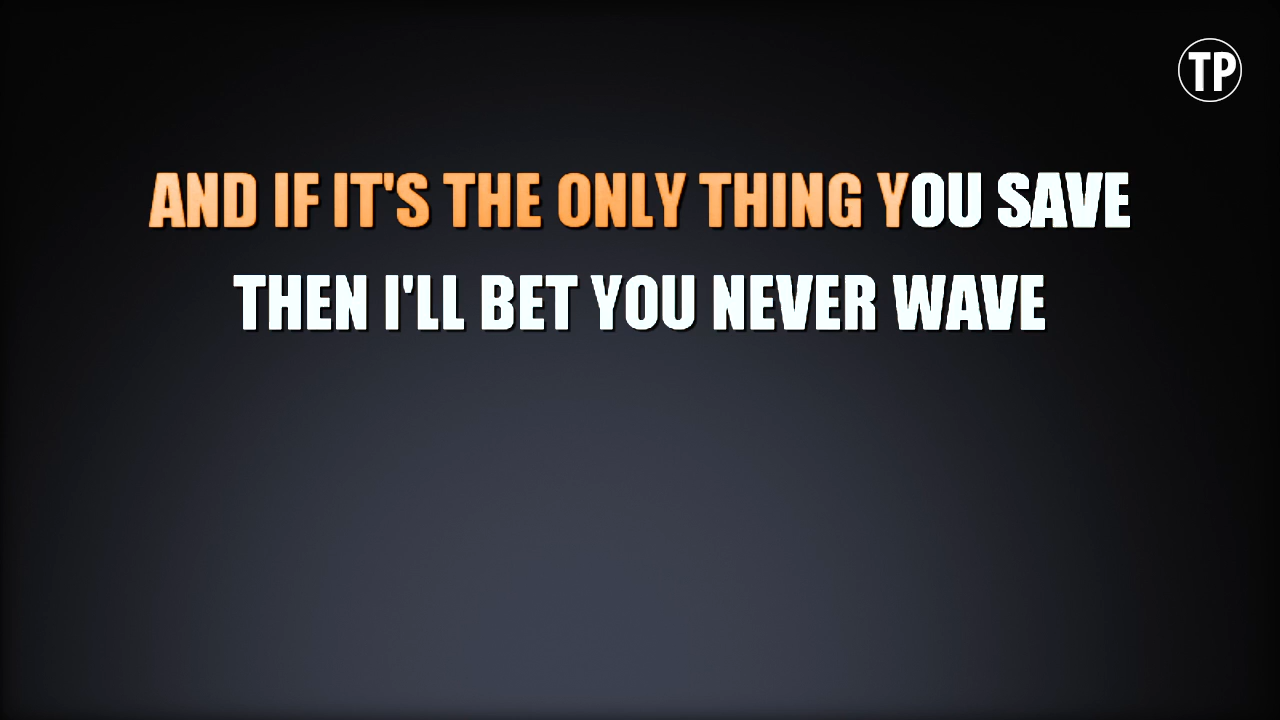 TP
AND IF IT'S THE ONLY THING YOU SAVE
THEN I'LL BET YOU NEVER WAVE